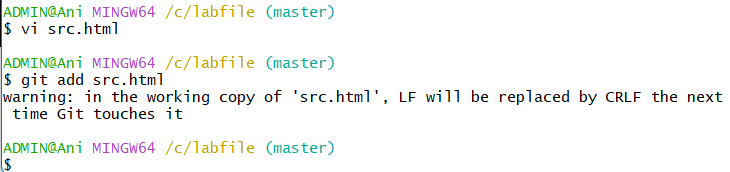 ADMIN@Ani MINGW64 /c/labfile (master)
$ vi src.html
ADMIN@Ani MINGW64 /c/labfile (master)
$ git add src.html
warning: in the working copy of 'src.html', LF will be replaced by CRLF the next
 time Git touches it
ADMIN@Ani MINGW64 /c/labfile (master)
$